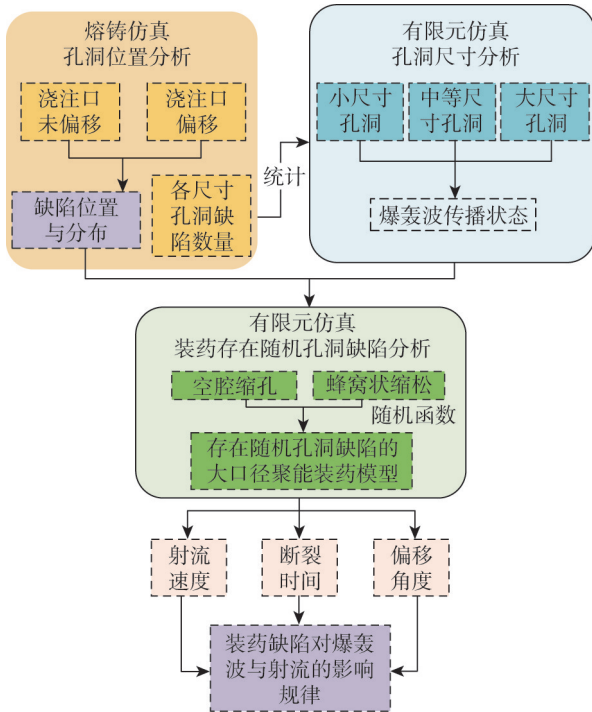 熔铸仿真
孔洞位置分析
浇注口
未偏移
浇注口
偏移
缺陷位置
与分布
各尺寸
孔洞缺
陷数量
统计
有限元仿真
孔洞尺寸分析
小尺寸
孔洞
中等尺
寸孔洞
大尺寸
孔洞
爆轰波传播状态
有限元仿真
装药存在随机孔洞缺陷分析
空腔缩孔
蜂窝状缩松
随机函数
存在随机孔洞缺陷的
大口径聚能装药模型
射流
速度
断裂
时间
偏移
角度
装药缺陷对爆轰
波与射流的影响
规律